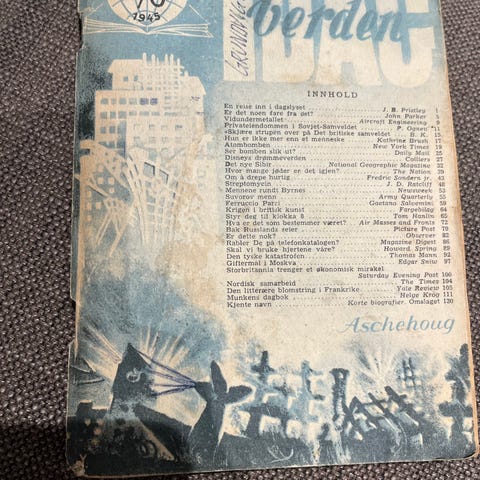 10
1945
verden
IDAG
INNHOLD
En reise inn i dagslyset J. B. Pristley 1
Er det noen fare fra det? John Parker 3
Vidundermetallet Aircraft Engineering 9
Privateiendommen i Sovjet-Samveldet P. Ognev 11
«Skjære strupen over på Det britiske samveldet B. K. 15
Hun er ikke mer enn et menneske Kathrine Brush 17
Atombomben New York Times 19
Ser bomben slik ut? Daily Mail 25
Disneys drømmeverden Colliers 27
Det nye Sibir National Geographic Magazine 32
Hvor mange jøder er det igjen? The Nation 39
Om å drepe hurtig Fredric Sondern jr. 43
Streptomycin J. D. Ratcliff 48
Mennene rundt Byrnes Newsweek 53
Suvorov menn Army Quarterly 55
Ferruccio Parri Gaetano Salvemini 59
Krigen i britisk kunst Fargebilag 64
Styr deg til klokka 8 Tom Hanlin 65
Hva er det som bestemmer været? Air Masses and Fronts 72
Bak Russlands seier Picture Post 79
Er dette nok? Observer 83
Rabler De på telefonkatalogen? Magazine Digest 86
Skal vi bruke hjertene våre? Howard Spring 89
Den tyske katastrofen Thomas Mann 92
Giftermål i Moskva Edgar Snow 97
Storbritannia trenger et økonomisk mirakel
Saturday Evening Post 100
Nordisk samarbeid The Times 104
Den litterære blomstring i Frankrike Yale Review 105
Munkens dagbok Helge Krog 111
Kjente navn Korte biografier. Omslaget 130
Aschehoug